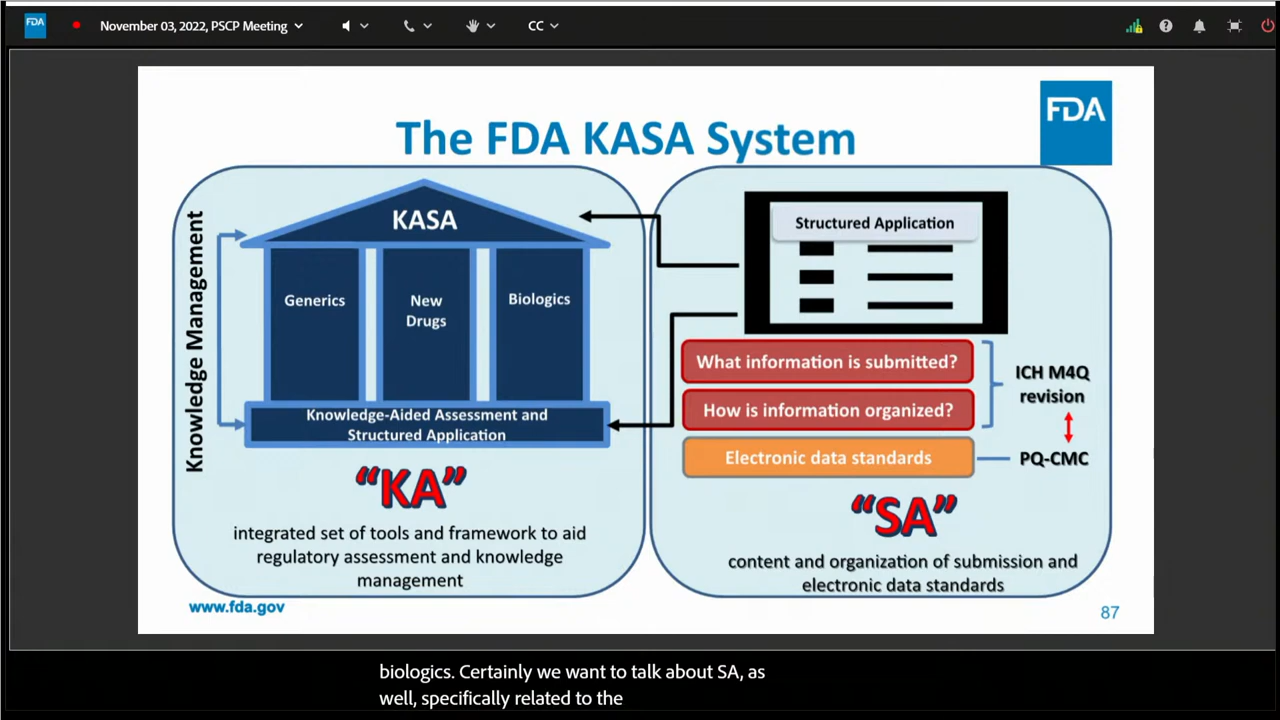 FDA
November 03, 2022, PSCP Meeting
CC
FDA
The FDA KASA System
Knowledge Management
KASA
Generics
New
Drugs
Biologics
Knowledge-Aided Assessment and
Structured Application
“KA”
integrated set of tools and framework to aid
regulatory assessment and knowledge
management
Structured Application
What information is submitted?
How is information organized?
Electronic data standards
ICH M4Q
revision
PQ-CMC
“SA”
content and organization of submission and
electronic data standards
www.fda.gov
87
biologics. Certainly we want to talk about SA, as
well, specifically related to the